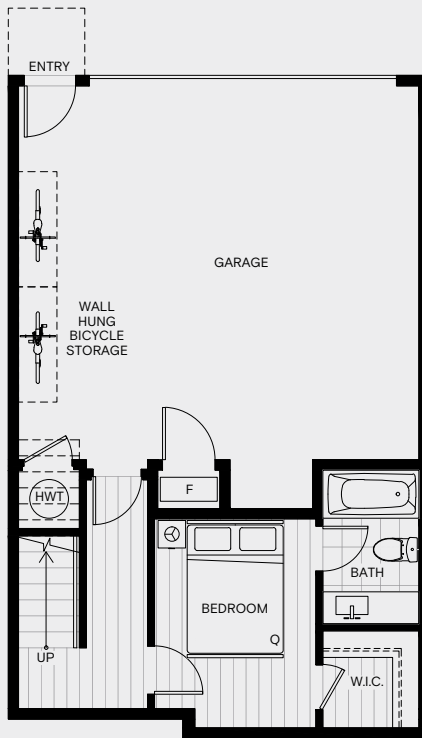 ENTRY
GARAGE
WALL
HUNG
BICYCLE
STORAGE
F
HWT
BATH
BEDROOM
Q
UP
W.I.C.